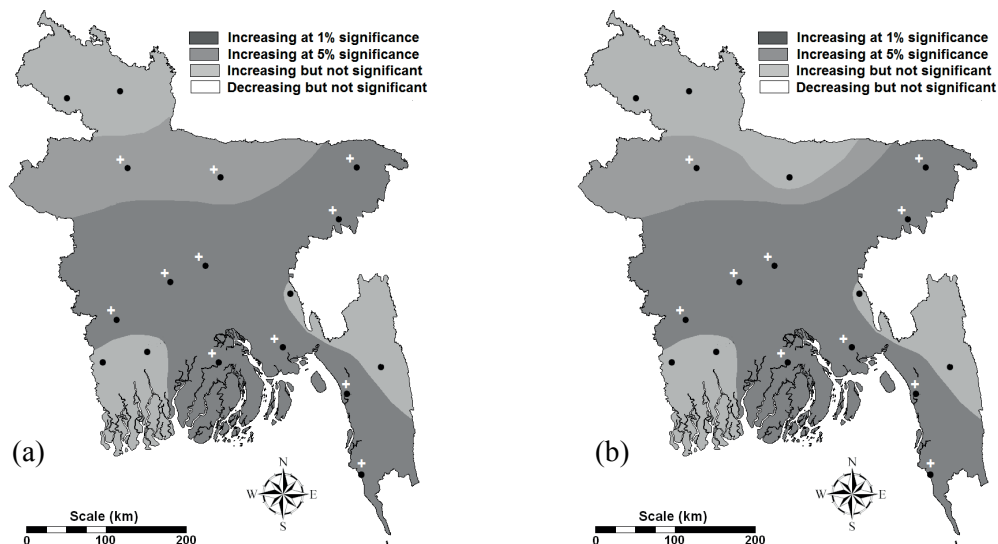 Increasing at 1% significance
Increasing at 5% significance
Increasing but not significant
Decreasing but not significant
(a)
N
W E
S
Scale (km)
0 100 200
Increasing at 1% significance
Increasing at 5% significance
Increasing but not significant
Decreasing but not significant
(b)
N
W E
S
Scale (km)
0 100 200